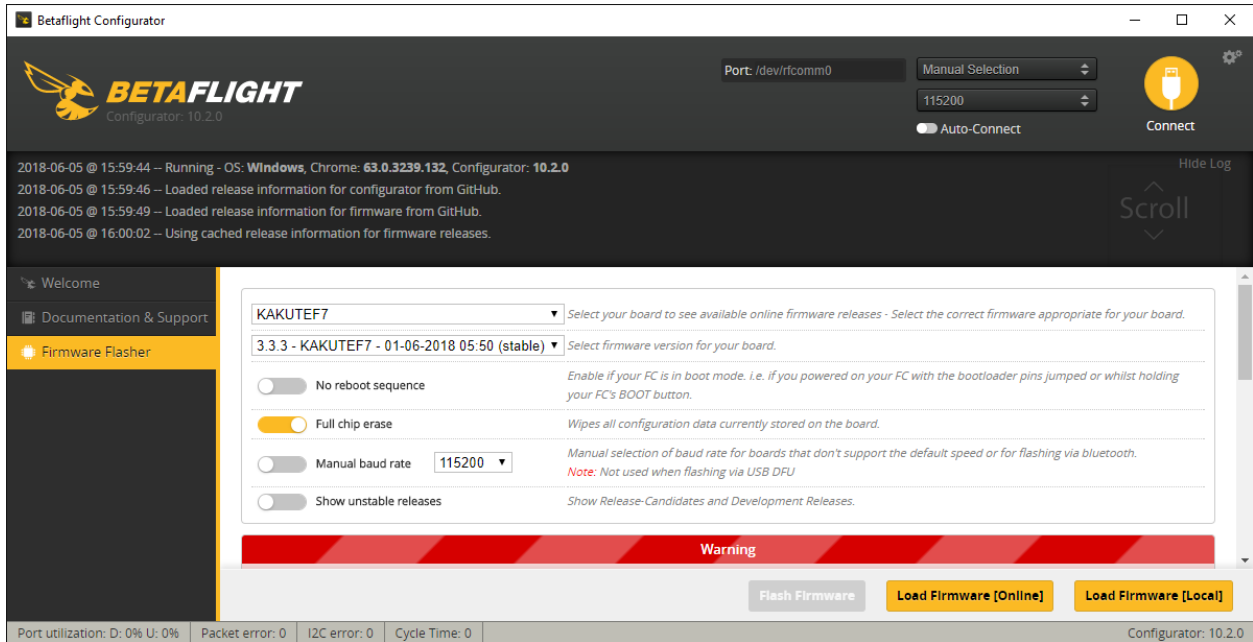 Betaflight Configurator
BETAFLIGHT
Configurator: 10.2.0
Port: /dev/rfcomm0
Manual Selection
115200
Auto-Connect
Connect
2018-06-05 @ 15:59:44 -- Running - OS: Windows, Chrome: 63.0.3239.132, Configurator: 10.2.0
2018-06-05 @ 15:59:46 -- Loaded release information for configurator from GitHub.
2018-06-05 @ 15:59:49 -- Loaded release information for firmware from GitHub.
2018-06-05 @ 16:00:02 -- Using cached release information for firmware releases.
Hide Log
Scroll
Welcome
Documentation & Support
Firmware Flasher
KAKUTEF7 Select your board to see available online firmware releases - Select the correct firmware appropriate for your board.
3.3.3 - KAKUTEF7 - 01-06-2018 05:50 (stable) Select firmware version for your board.
No reboot sequence
Enable if your FC is in boot mode. i.e. if you powered on your FC with the bootloader pins jumped or whilst holding
your FC's BOOT button.
Full chip erase Wipes all configuration data currently stored on the board.
Manual baud rate 115200
Manual selection of baud rate for boards that don't support the default speed or for flashing via bluetooth.
Note: Not used when flashing via USB DFU
Show unstable releases Show Release-Candidates and Development Releases.
Warning
Flash Firmware Load Firmware [Online] Load Firmware [Local]
Port utilization: D: 0% U: 0% Packet error: 0 I2C error: 0 Cycle Time: 0 Configurator: 10.2.0